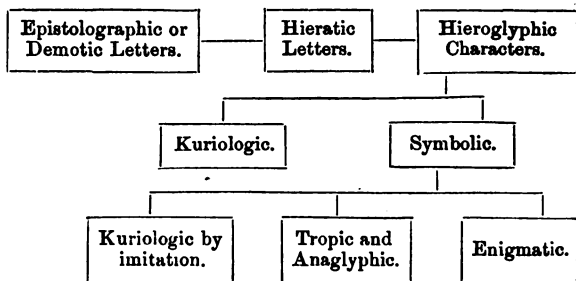 Epistolographic or
Demotic Letters.
Hieratic
Letters.
Hieroglyphic
Characters.
Kuriologic.
Symbolic.
Kuriologic by
imitation.
Tropic and
Anaglyphic.
Enigmatic.